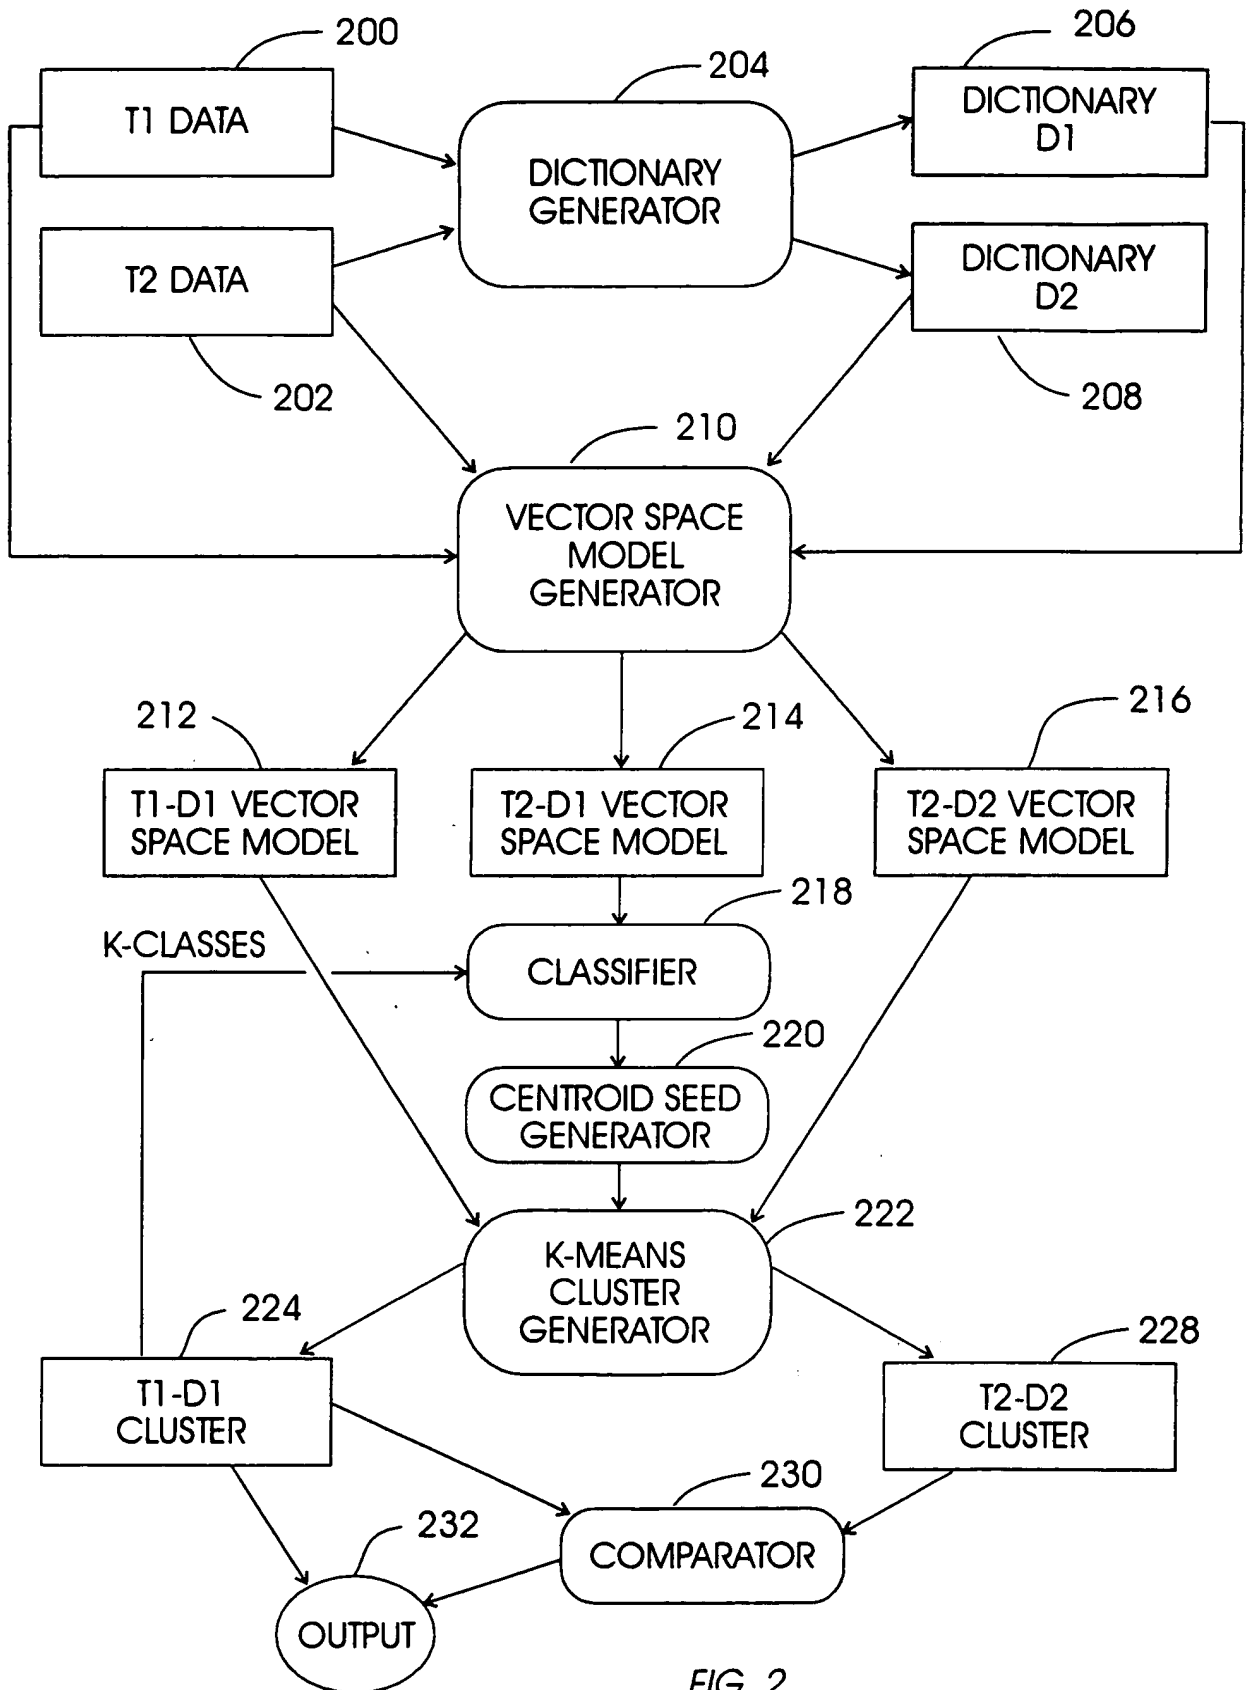 200
206
204
T1 DATA
DICTIONARY
D1
DICTIONARY
GENERATOR
T2 DATA
DICTIONARY
D2
202
208
210
VECTOR SPACE
MODEL
GENERATOR
212
214
216
T1-D1 VECTOR
SPACE MODEL
T2-D1 VECTOR
SPACE MODEL
T2-D2 VECTOR
SPACE MODEL
218
K-CLASSES
CLASSIFIER
220
CENTROID SEED
GENERATOR
222
K-MEANS
CLUSTER
GENERATOR
224
228
T1-D1
CLUSTER
T2-D2
CLUSTER
230
232
COMPARATOR
OUTPUT
FIG. 2